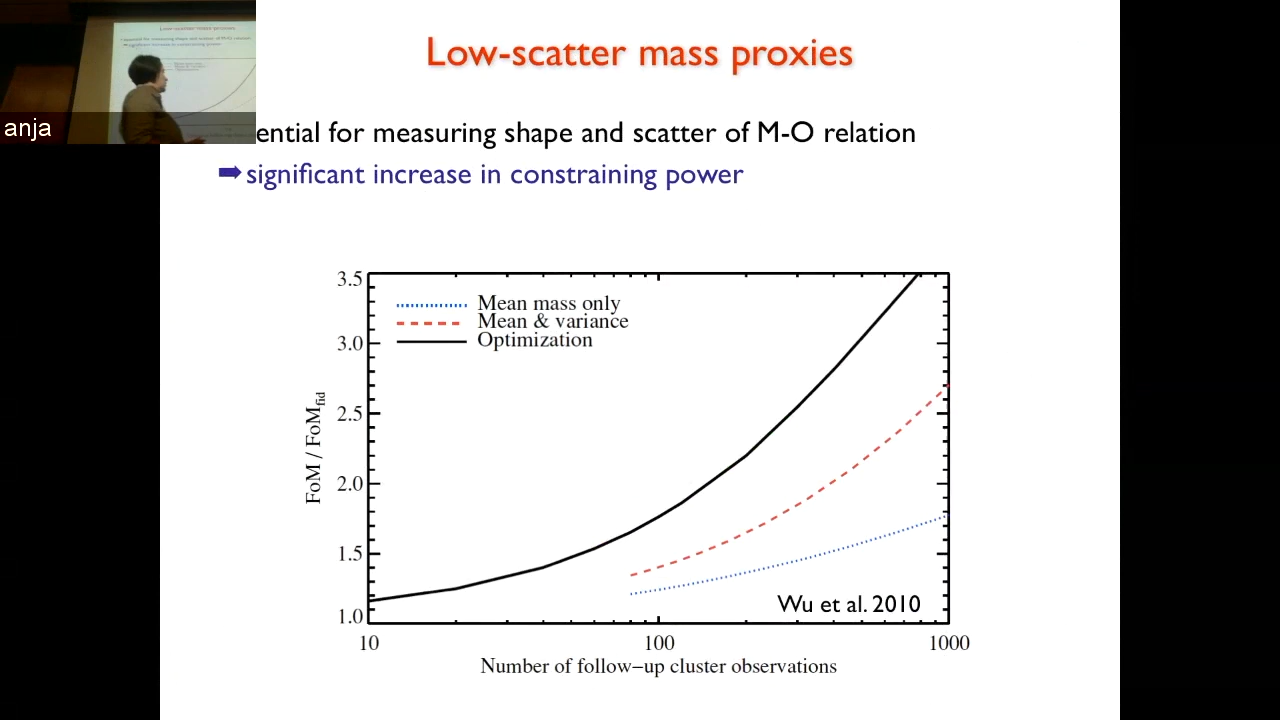 Low-scatter mass proxies
anja
ential for measuring shape and scatter of M-O relation
➡ significant increase in constraining power
3.5
3.0
2.5
2.0
1.5
1.0
FoM / FoMfid
Mean mass only
Mean & variance
Optimization
Wu et al. 2010
10
100
1000
Number of follow-up cluster observations